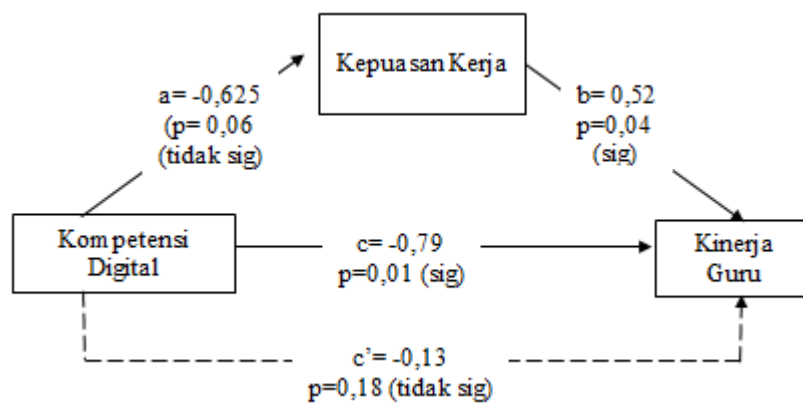 Kepuasan Kerja
a= -0,625
(p= 0,06
(tidak sig)
b= 0,52
p=0,04
(sig)
Kompetensi
Digital
c= -0,79
p=0,01 (sig)
Kinerja
Guru
c’= -0,13
p=0,18 (tidak sig)